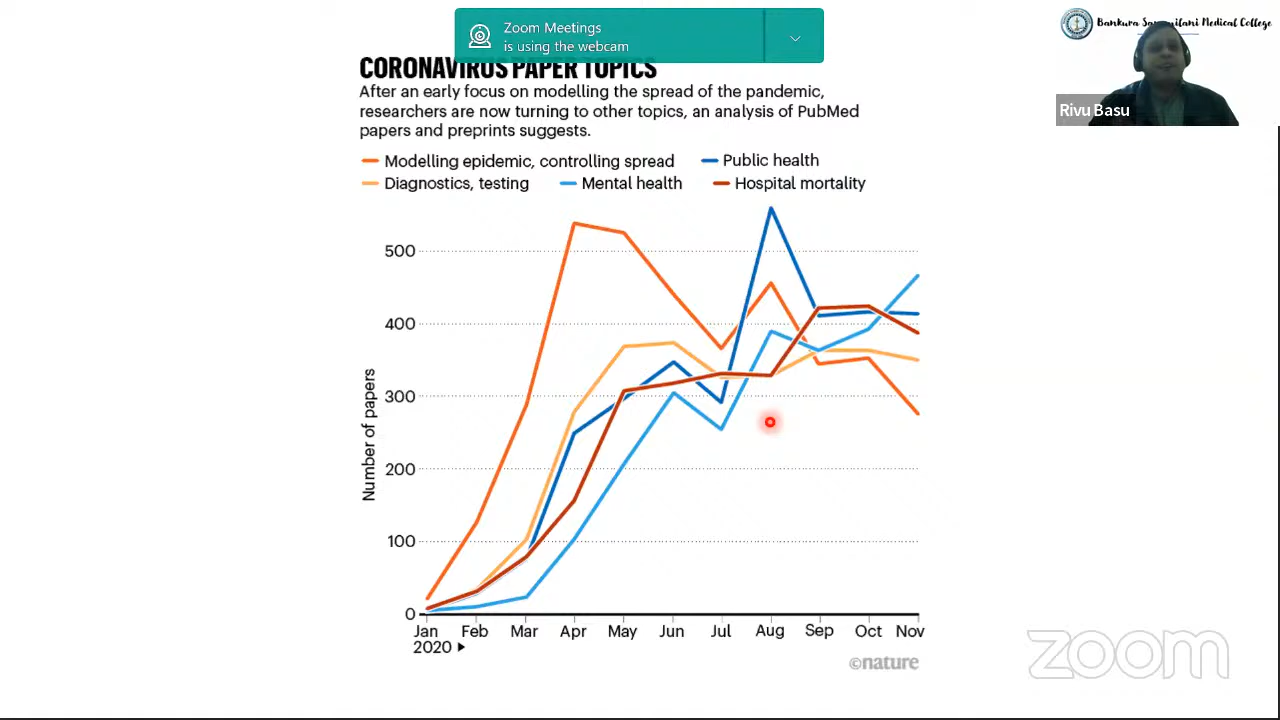 Zoom Meetings
is using the webcam
Bankura Sammilani Medical College
Rivu Basu
CORONAVIRUS PAPER TOPICS
After an early focus on modelling the spread of the pandemic,
researchers are now turning to other topics, an analysis of PubMed
papers and preprints suggests.
Modelling epidemic, controlling spread
Public health
Diagnostics, testing
Mental health
Hospital mortality
Number of papers
500
400
300
200
100
0
Jan Feb Mar Apr May Jun Jul Aug Sep Oct Nov
2020
©nature
zoom